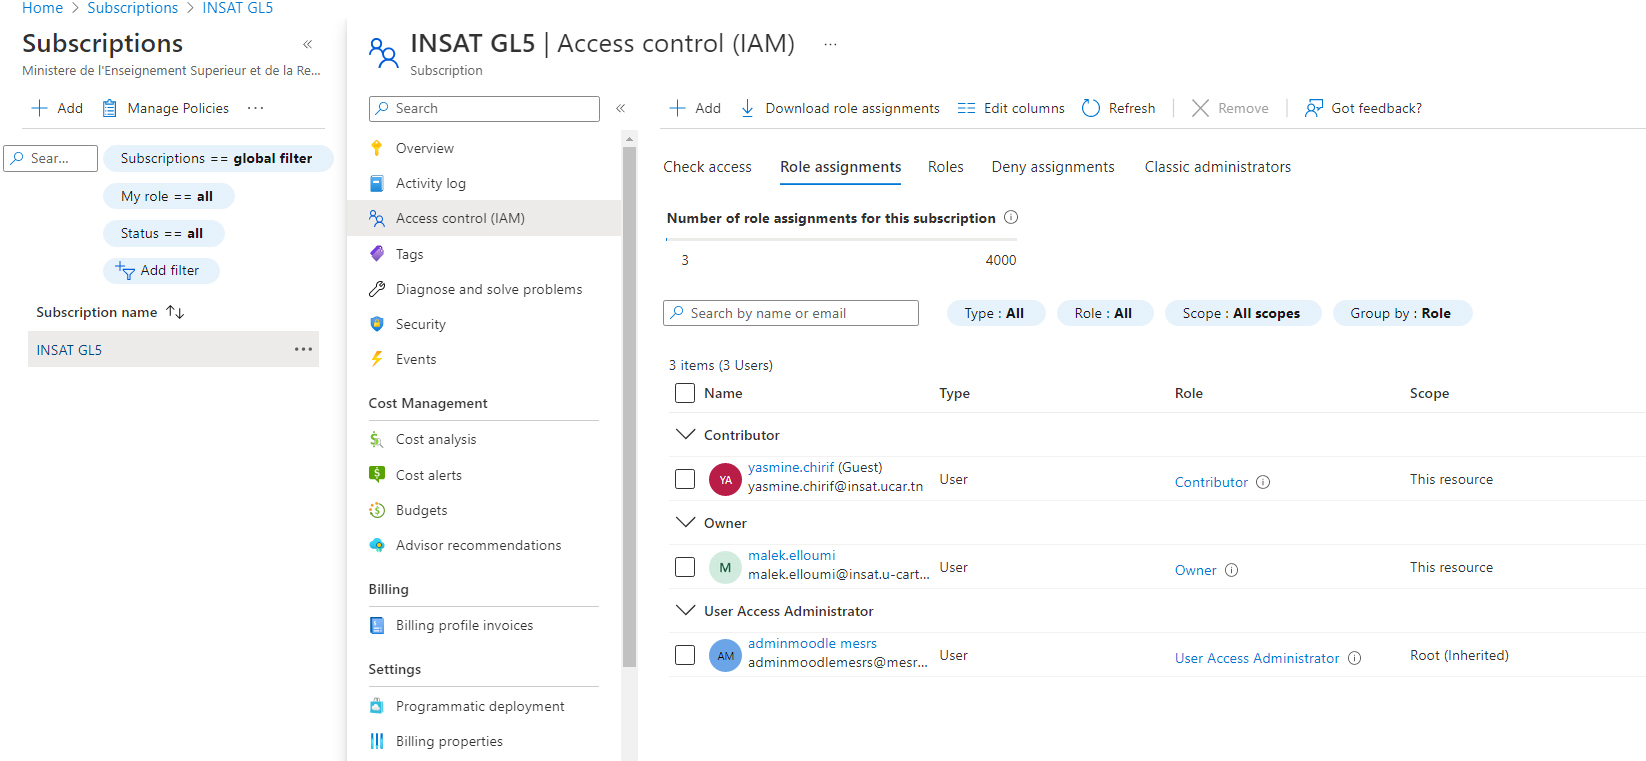 Home > Subscriptions > INSAT GL5
Subscriptions «
Ministere de l'Enseignement Superieur et de la Re...
Add Manage Policies ...
Sear... Subscriptions == global filter
My role == all
Status == all
Add filter
Subscription name ↑↓
INSAT GL5 ...
INSAT GL5 | Access control (IAM) ...
Subscription
Search «
Overview
Activity log
Access control (IAM)
Tags
Diagnose and solve problems
Security
Events
Cost Management
Cost analysis
Cost alerts
Budgets
Advisor recommendations
Billing
Billing profile invoices
Settings
Programmatic deployment
Billing properties
Add Download role assignments Edit columns Refresh Remove Got feedback?
Check access Role assignments Roles Deny assignments Classic administrators
Number of role assignments for this subscription
3 4000
Search by name or email Type : All Role : All Scope : All scopes Group by : Role
3 items (3 Users)
Name Type Role Scope
Contributor
YA yasmine.chirif (Guest)
yasmine.chirif@insat.ucar.tn User Contributor This resource
Owner
M malek.elloumi
malek.elloumi@insat.u-cart... User Owner This resource
User Access Administrator
AM adminmoodle mesrs
adminmoodlemesrs@mesr... User User Access Administrator Root (Inherited)